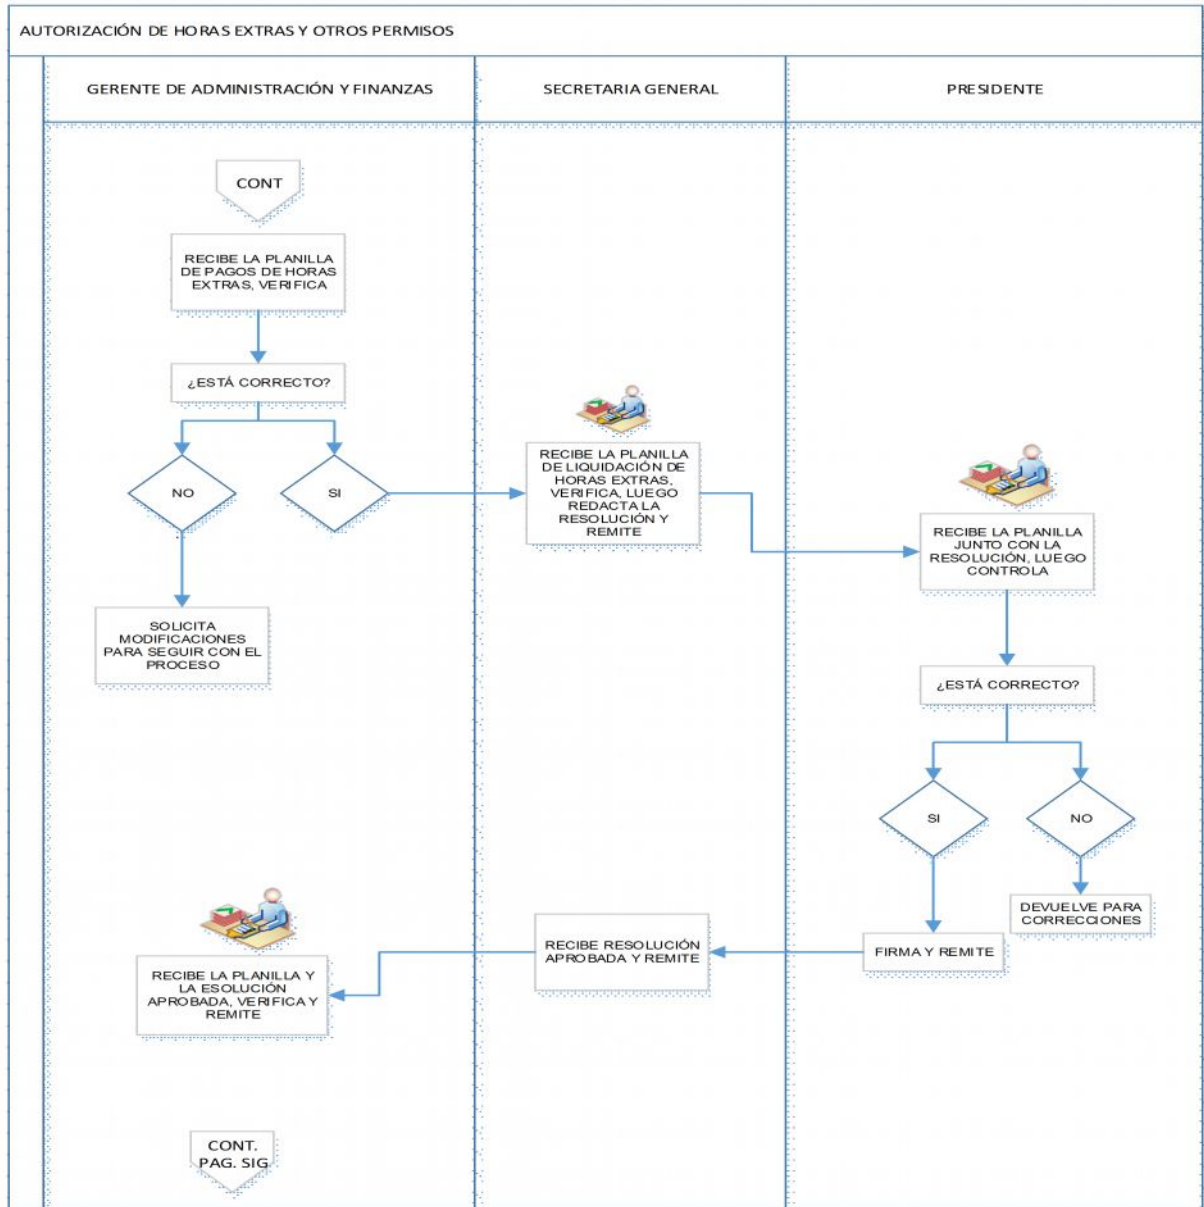 AUTORIZACIÓN DE HORAS EXTRAS Y OTROS PERMISOS
GERENTE DE ADMINISTRACIÓN Y FINANZAS
SECRETARIA GENERAL
PRESIDENTE
CONT
RECIBE LA PLANILLA
DE PAGOS DE HORAS
EXTRAS, VERIFICA
¿ESTÁ CORRECTO?
NO
SI
SOLICITA
MODIFICACIONES
PARA SEGUIR CON EL
PROCESO
RECIBE LA PLANILLA
DE LIQUIDACIÓN DE
HORAS EXTRAS,
VERIFICA, LUEGO
REDACTA LA
RESOLUCIÓN Y
REMITE
RECIBE LA PLANILLA
JUNTO CON LA
RESOLUCIÓN, LUEGO
CONTROLA
¿ESTÁ CORRECTO?
SI
NO
DEVUELVE PARA
CORRECCIONES
FIRMA Y REMITE
RECIBE RESOLUCIÓN
APROBADA Y REMITE
RECIBE LA PLANILLA Y
LA ESOLUCIÓN
APROBADA, VERIFICA Y
REMITE
CONT.
PAG. SIG